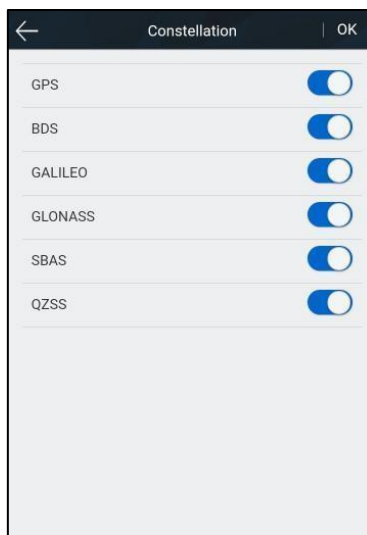 Constellation | OK
GPS
BDS
GALILEO
GLONASS
SBAS
QZSS